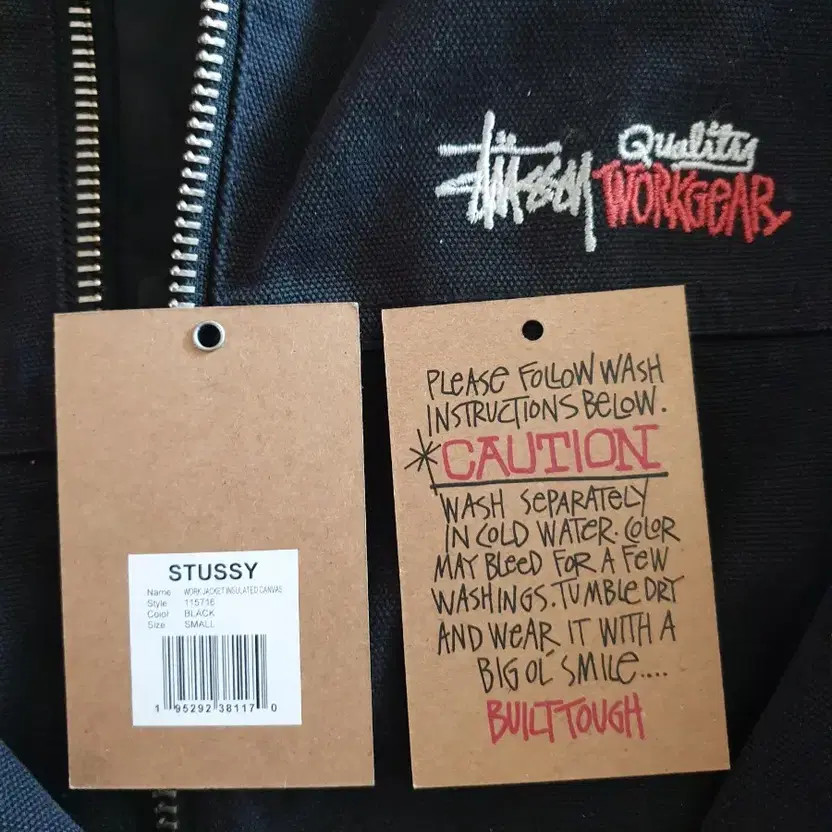 Stüssy Quality
WORKGEAR
STUSSY
Name WORK JACKET INSULATED CANVAS
Style 115716
Color BLACK
Size SMALL
1 95292 38117 0
PLEASE FOLLOW WASH
INSTRUCTIONS BELOW.
*CAUTION
WASH SEPARATELY
IN COLD WATER. COLOR
MAY BLEED FOR A FEW
WASHINGS. TUMBLE DRY
AND WEAR IT WITH A
BIG OL' SMILE....
BUILT TOUGH